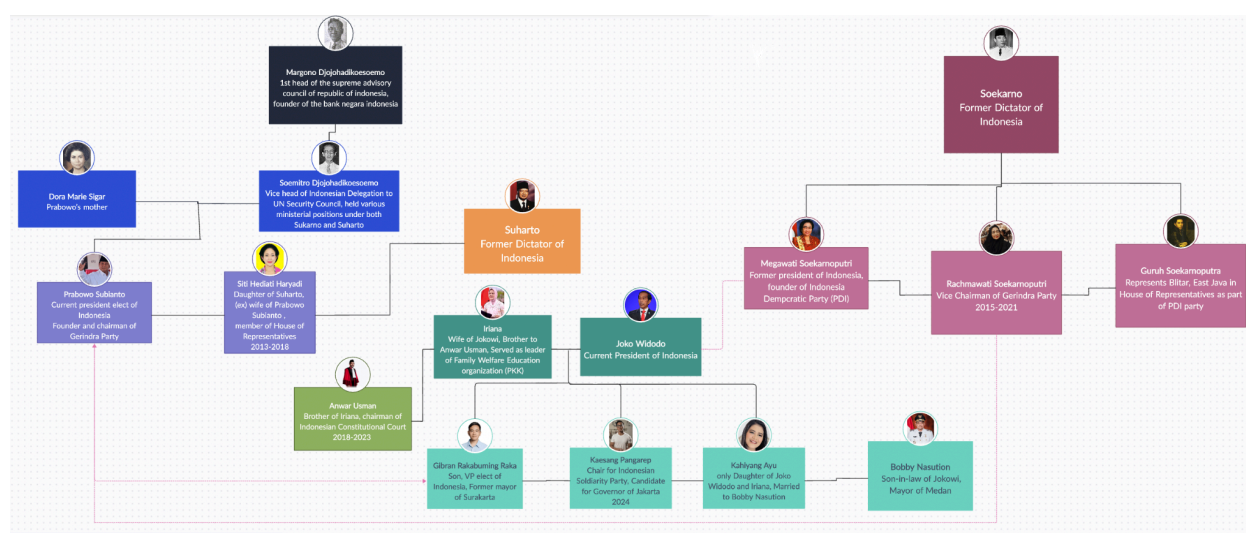 Margono Djojohadikoesoemo
1st head of the supreme advisory
council of republic of indonesia,
founder of the bank negara indonesia
Soekarno
Former Dictator of
Indonesia
Dora Marie Sigar
Prabowo's mother
Soemitro Djojohadikoesoemo
Vice head of Indonesian Delegation to
UN Security Council, held various
ministerial positions under both
Sukarno and Suharto
Suharto
Former Dictator of
Indonesia
Megawati Soekarnoputri
Former president of Indonesia,
founder of Indonesia
Dempcratic Party (PDI)
Rachmawati Soekarnoputri
Vice Chairman of Gerindra Party
2015-2021
Guruh Soekarnoputra
Represents Blitar, East Java in
House of Representatives as part
of PDI party
Prabowo Subianto
Current president elect of
Indonesia
Founder and chairman of
Gerindra Party
Siti Hediati Haryadi
Daughter of Suharto,
(ex) wife of Prabowo
Subianto ,
member of House of
Representatives
2013-2018
Iriana
Wife of Jokowi, Brother to
Anwar Usman, Served as leader
of Family Welfare Education
organization (PKK)
Joko Widodo
Current President of Indonesia
Anwar Usman
Brother of Iriana, chairman of
Indonesian Constitutional Court
2018-2023
Gibran Rakabuming Raka
Son, VP elect of
Indonesia, Former mayor
of Surakarta
Kaesang Pangarep
Chair for Indonesian
Soldiarity Party, Candidate
for Governor of Jakarta
2024
Kahiyang Ayu
only Daughter of Joko
Widodo and Iriana, Married
to Bobby Nasution
Bobby Nasution
Son-in-law of Jokowi,
Mayor of Medan